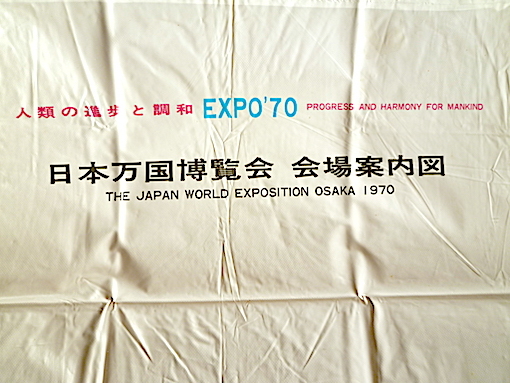 人類の進歩と調和 EXPO'70 PROGRESS AND HARMONY FOR MANKIND
日本万国博覧会 会場案内図
THE JAPAN WORLD EXPOSITION OSAKA 1970